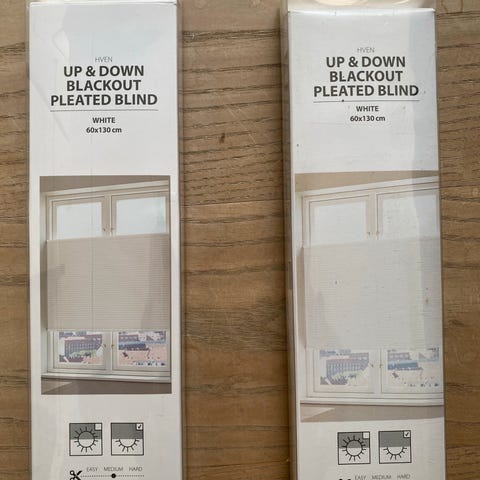 HVEN
UP & DOWN
BLACKOUT
PLEATED BLIND
WHITE
60x130 cm
EASY MEDIUM HARD
HVEN
UP & DOWN
BLACKOUT
PLEATED BLIND
WHITE
60x130 cm
EASY MEDIUM HARD